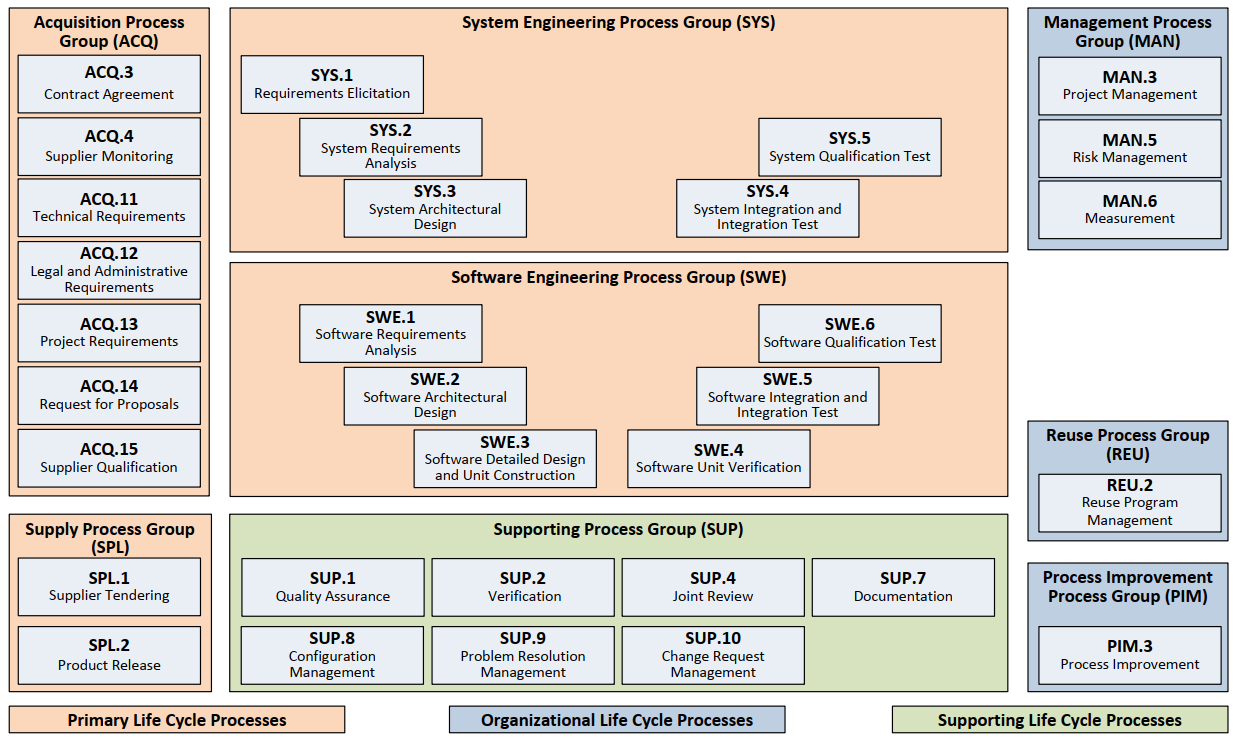 Acquisition Process
Group (ACQ)
ACQ.3
Contract Agreement
ACQ.4
Supplier Monitoring
ACQ.11
Technical Requirements
ACQ.12
Legal and Administrative
Requirements
ACQ.13
Project Requirements
ACQ.14
Request for Proposals
ACQ.15
Supplier Qualification
System Engineering Process Group (SYS)
SYS.1
Requirements Elicitation
SYS.2
System Requirements
Analysis
SYS.3
System Architectural
Design
SYS.5
System Qualification Test
SYS.4
System Integration and
Integration Test
Management Process
Group (MAN)
MAN.3
Project Management
MAN.5
Risk Management
MAN.6
Measurement
Software Engineering Process Group (SWE)
SWE.1
Software Requirements
Analysis
SWE.2
Software Architectural
Design
SWE.3
Software Detailed Design
and Unit Construction
SWE.6
Software Qualification Test
SWE.5
Software Integration and
Integration Test
SWE.4
Software Unit Verification
Reuse Process Group
(REU)
REU.2
Reuse Program
Management
Supply Process Group
(SPL)
SPL.1
Supplier Tendering
SPL.2
Product Release
Supporting Process Group (SUP)
SUP.1
Quality Assurance
SUP.2
Verification
SUP.4
Joint Review
SUP.7
Documentation
SUP.8
Configuration
Management
SUP.9
Problem Resolution
Management
SUP.10
Change Request
Management
Process Improvement
Process Group (PIM)
PIM.3
Process Improvement
Primary Life Cycle Processes
Organizational Life Cycle Processes
Supporting Life Cycle Processes